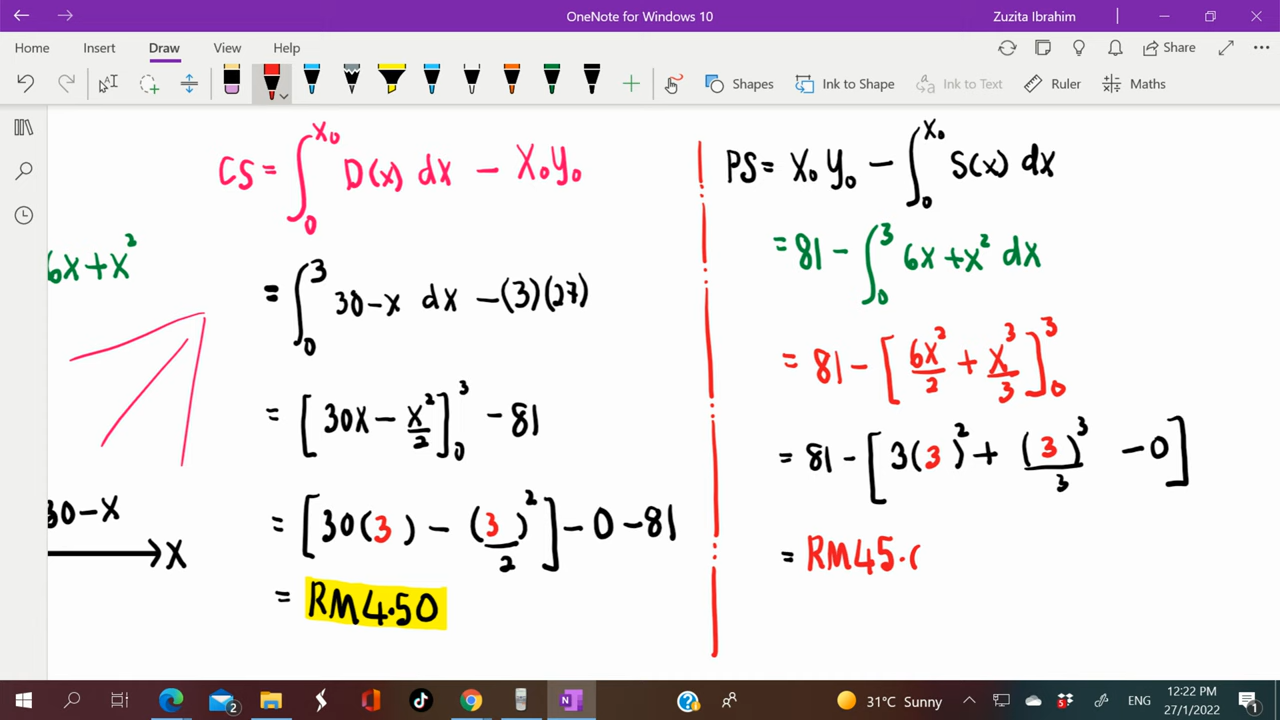 OneNote for Windows 10
Zuzita Ibrahim
Home Insert Draw View Help
Share
Shapes Ink to Shape Ink to Text Ruler Maths
CS = ∫₀^x₀ D(x) dx − x₀y₀
= ∫₀³ 30−x dx −(3)(27)
= [30x − x²/2]₀³ − 81
= [30(3) − (3)²/2] − 0 − 81
= RM4.50
PS = x₀ y₀ − ∫₀^x₀ S(x) dx
= 81 − ∫₀³ 6x + x² dx
= 81 − [6x²/2 + x³/3]₀³
= 81 − [3(3)² + (3)³/3 − 0]
= RM45.
6x+x²
30−x
x
2
31°C Sunny
ENG
12:22 PM
27/1/2022
1